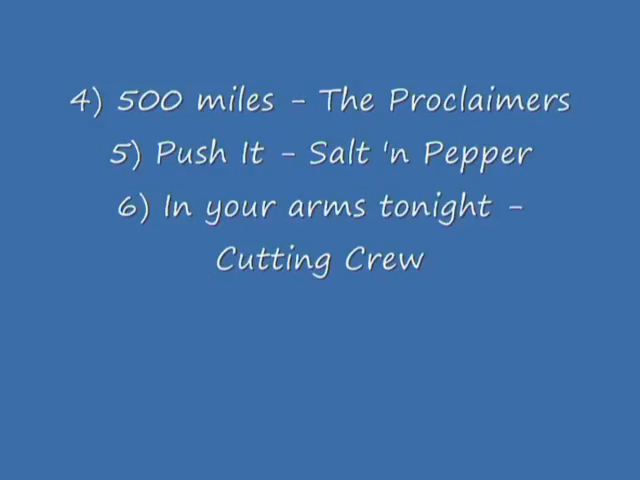 4) 500 miles - The Proclaimers
5) Push It - Salt 'n Pepper
6) In your arms tonight -
Cutting Crew